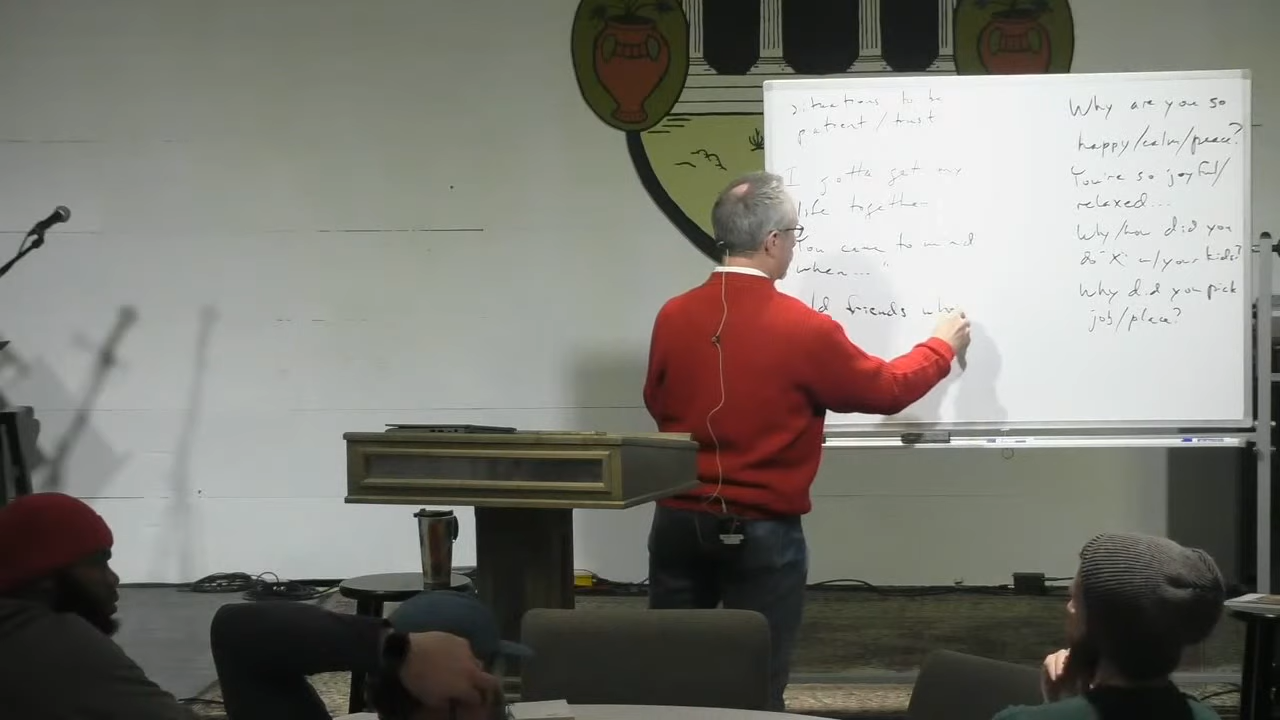 situations to be
patient/trust
I gotta get my
life together
You come to mind
when..."
friends who
Why are you so
happy/calm/peace?
You're so joyful/
relaxed...
Why/how did you
do "X" w/your kids?
Why did you pick
job/place?